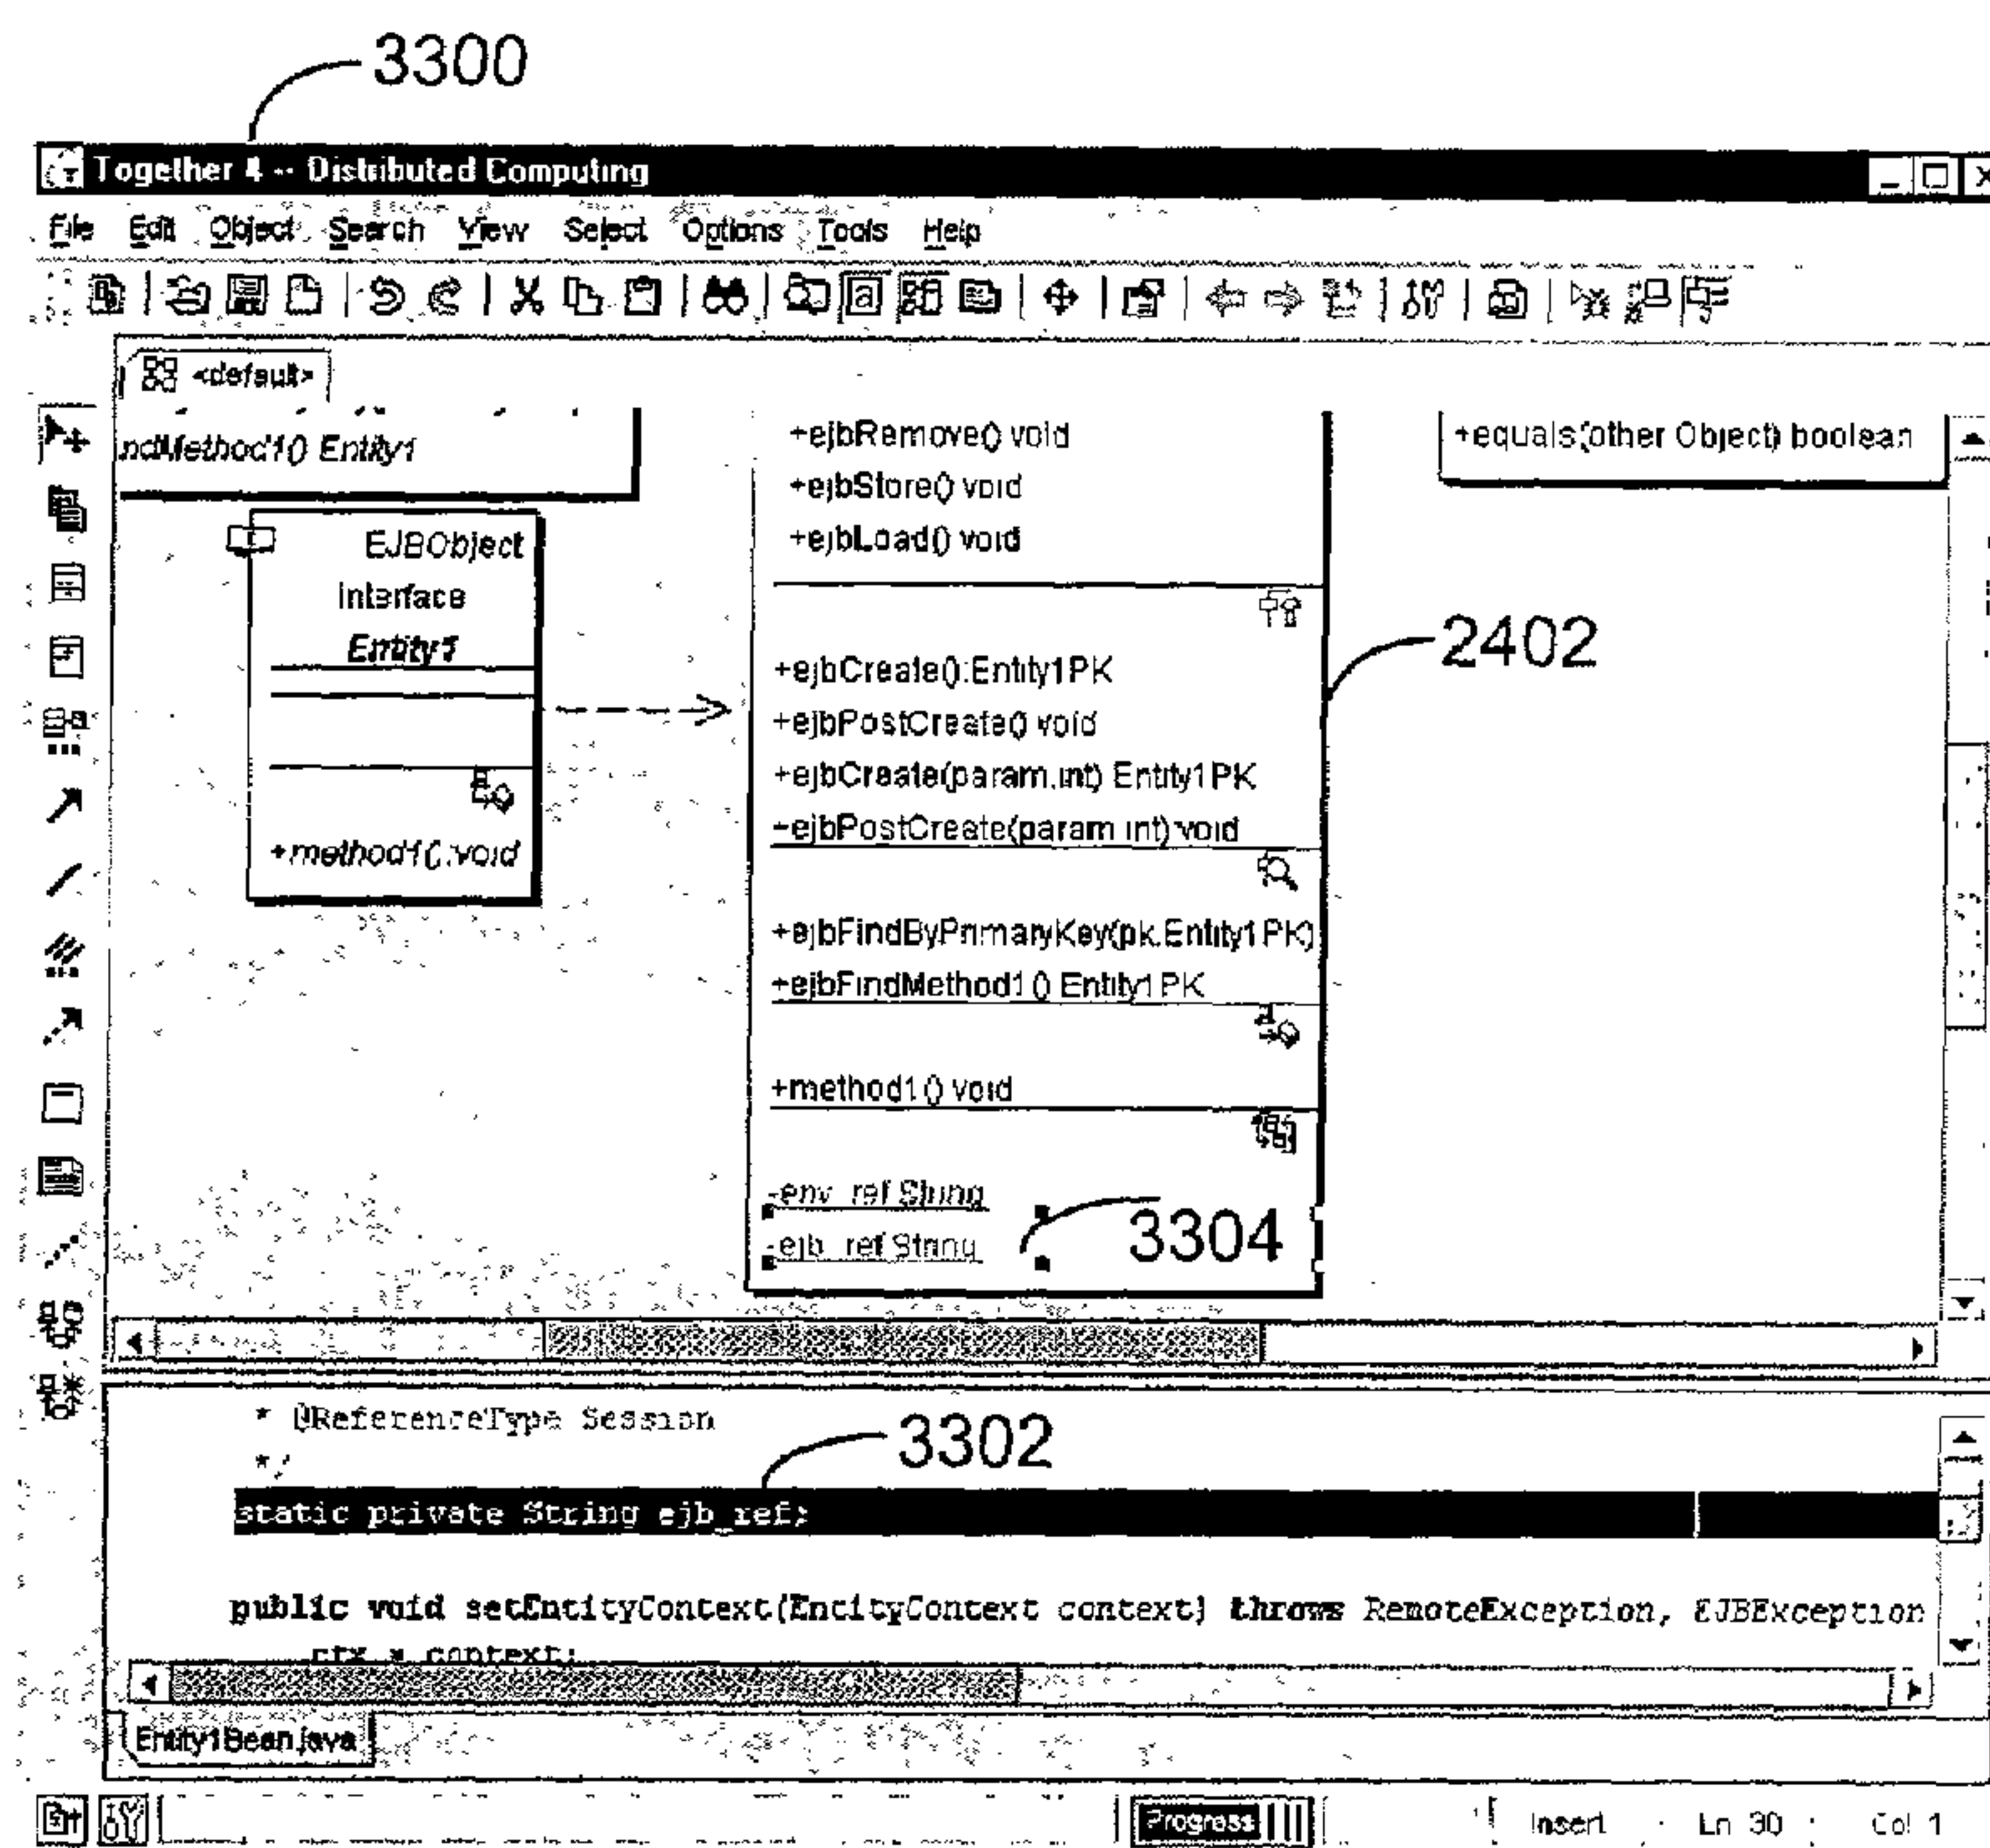 3300
Together 4 -- Distributed Computing
File Edit Object Search View Select Options Tools Help
<default>
ndMethod1() Entity1
+ejbRemove() void
+ejbStore() void
+ejbLoad() void
+equals(other Object) boolean
EJBObject
interface
Entity1
+method1():void
2402
+ejbCreate():Entity1PK
+ejbPostCreate() void
+ejbCreate(param.int) Entity1PK
+ejbPostCreate(param int):void
+ejbFindByPrimaryKey(pk.Entity1PK)
+ejbFindMethod1() Entity1PK
+method1() void
-env_ref String
-ejb_ref String
3304
* @ReferenceType Session
*/
3302
static private String ejb_ref;
public void setEntityContext(EntityContext context) throws RemoteException, EJBException
ctx = context;
Entity1Bean.java
Progress
Insert Ln 30 Col 1